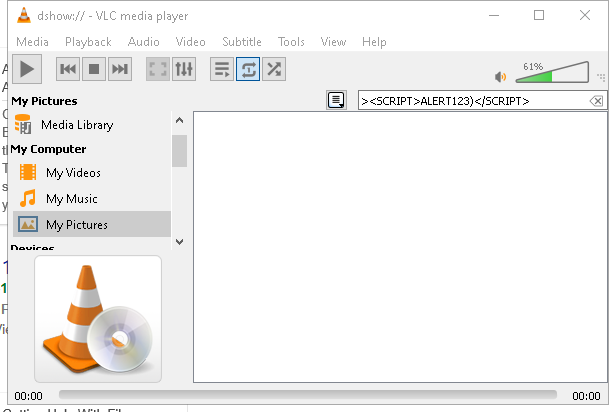 dshow:// - VLC media player
Media Playback Audio Video Subtitle Tools View Help
61%
My Pictures
><SCRIPT>ALERT123)</SCRIPT>
Media Library
My Computer
My Videos
My Music
My Pictures
Devices
00:00 00:00